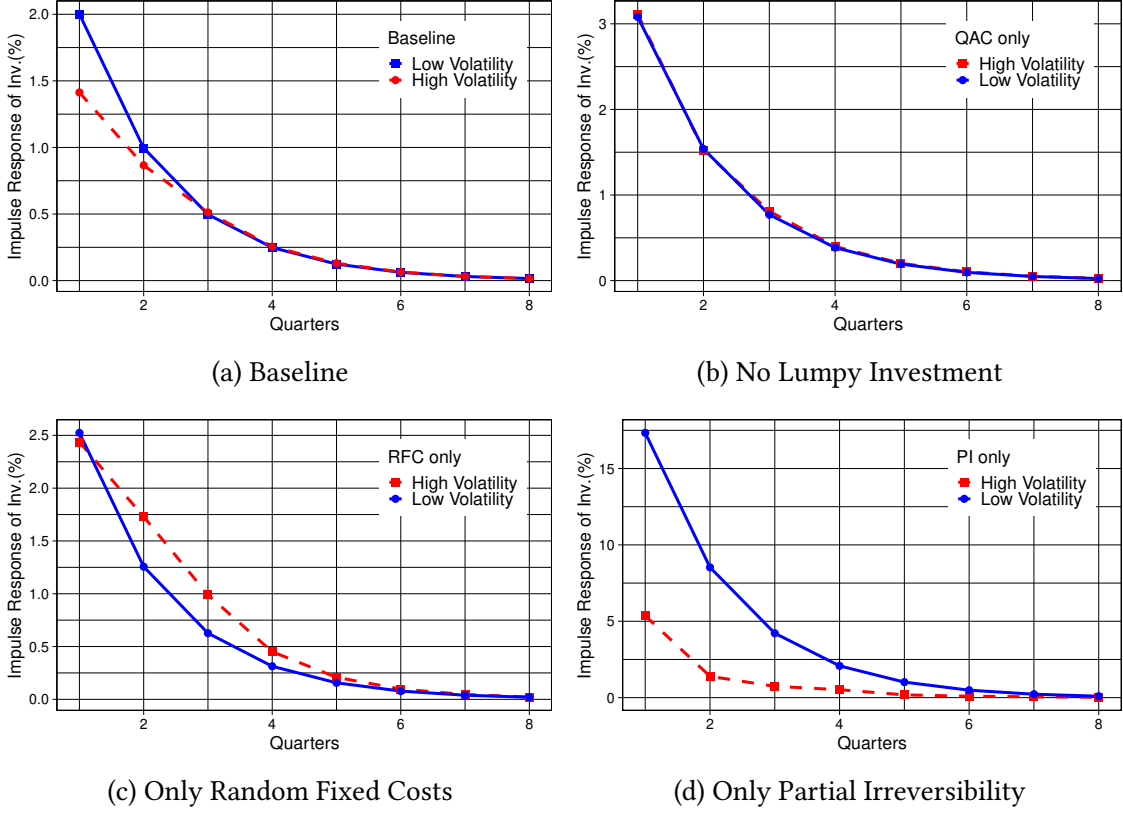 Impulse Response of Inv.(%)
2.0
1.5
1.0
0.5
0.0
Baseline
Low Volatility
High Volatility
2 4 6 8
Quarters
(a) Baseline
Impulse Response of Inv.(%)
3
2
1
0
QAC only
High Volatility
Low Volatility
2 4 6 8
Quarters
(b) No Lumpy Investment
Impulse Response of Inv.(%)
2.5
2.0
1.5
1.0
0.5
0.0
RFC only
High Volatility
Low Volatility
2 4 6 8
Quarters
(c) Only Random Fixed Costs
Impulse Response of Inv.(%)
15
10
5
0
PI only
High Volatility
Low Volatility
2 4 6 8
Quarters
(d) Only Partial Irreversibility